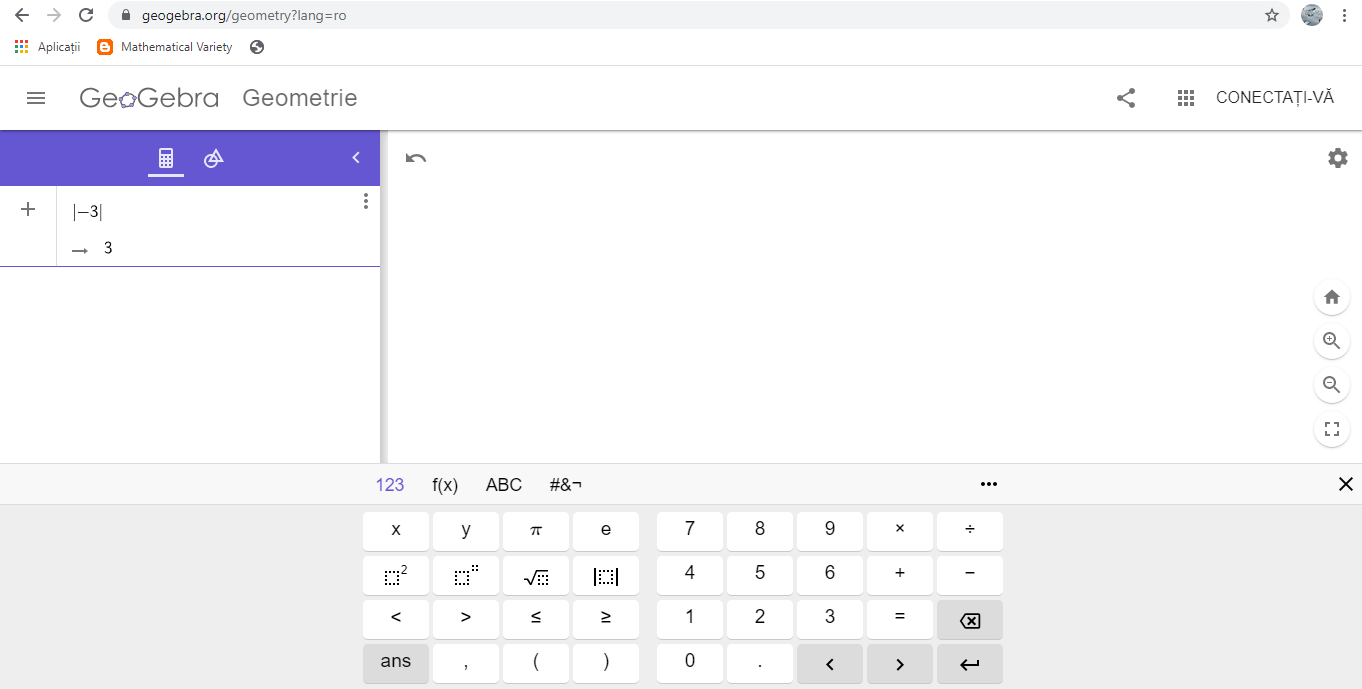 geogebra.org/geometry?lang=ro
Aplicații Mathematical Variety
GeoGebra Geometrie CONECTAȚI-VĂ
|−3|
→ 3
123 f(x) ABC #&¬ •••
x y π e 7 8 9 × ÷
□² □^□ √□ |□| 4 5 6 + −
< > ≤ ≥ 1 2 3 =
ans , ( ) 0 . < >